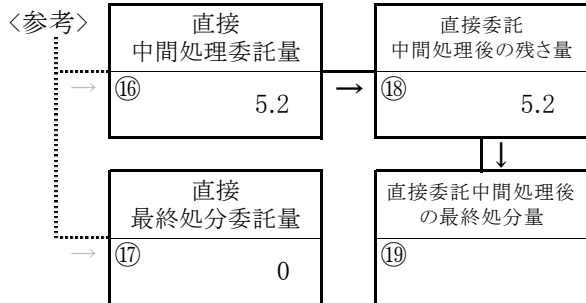 〈参考〉
直接
中間処理委託量
⑯
5.2
→
→
直接委託
中間処理後の残さ量
⑱
5.2
↓
直接
最終処分委託量
⑰
0
→
直接委託中間処理後
の最終処分量
⑲